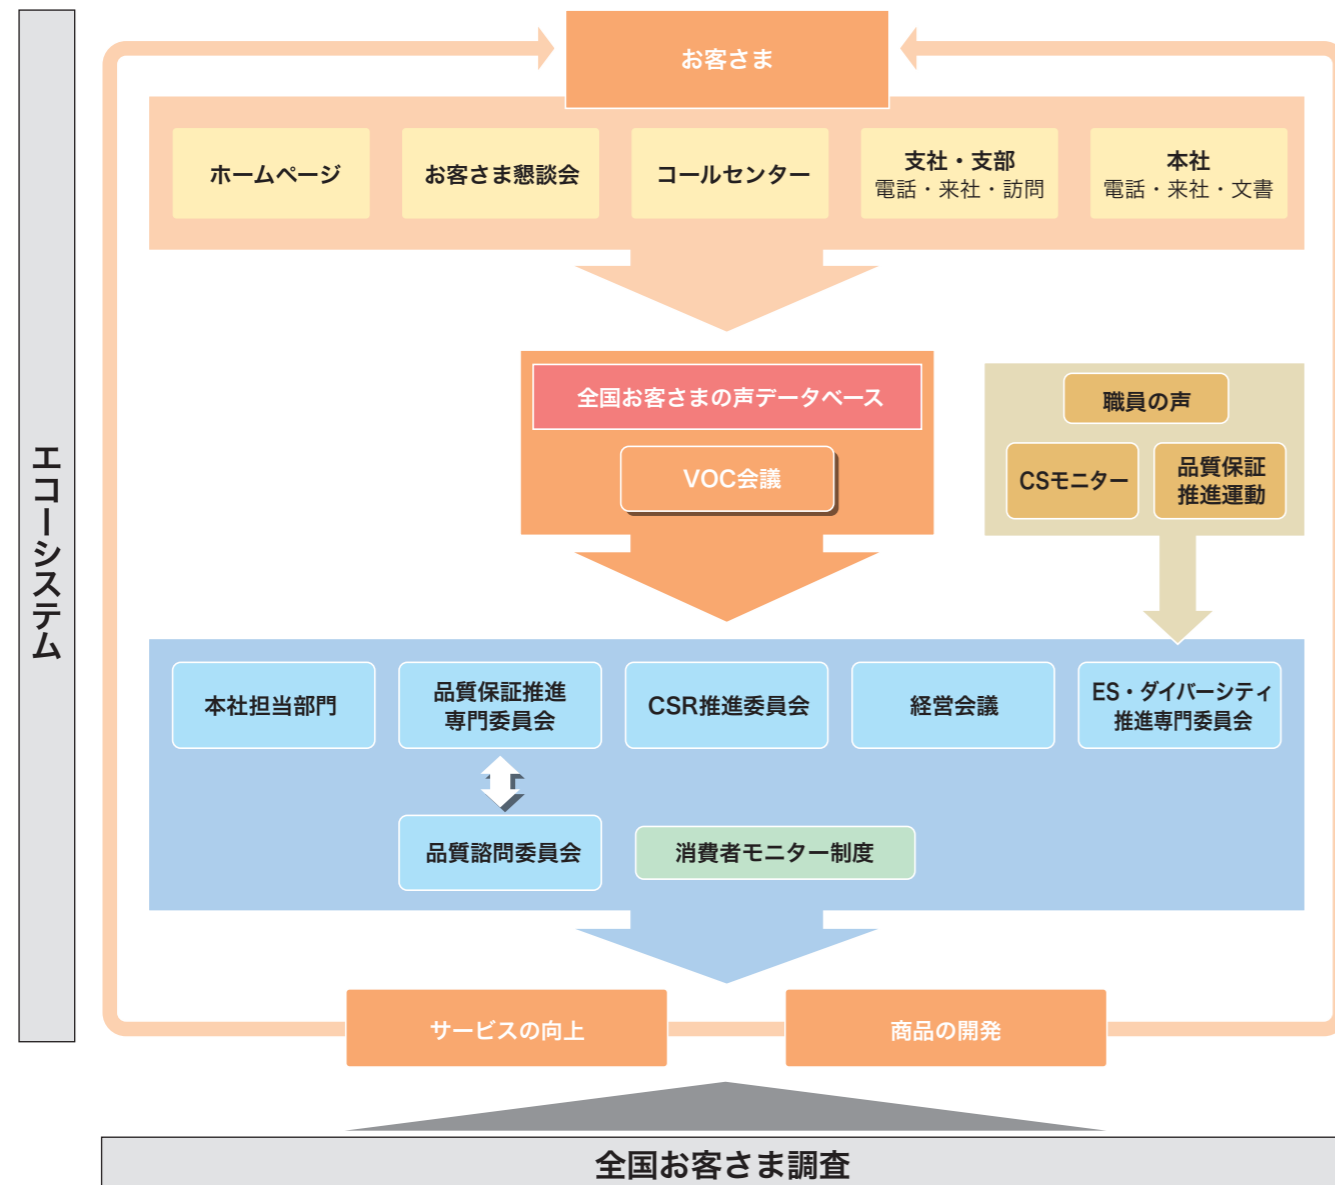 エコーシステム
お客さま
ホームページ
お客さま懇談会
コールセンター
支社・支部
電話・来社・訪問
本社
電話・来社・文書
全国お客さまの声データベース
VOC会議
職員の声
CSモニター
品質保証
推進運動
本社担当部門
品質保証推進
専門委員会
CSR推進委員会
経営会議
ES・ダイバーシティ
推進専門委員会
品質諮問委員会
消費者モニター制度
サービスの向上
商品の開発
全国お客さま調査